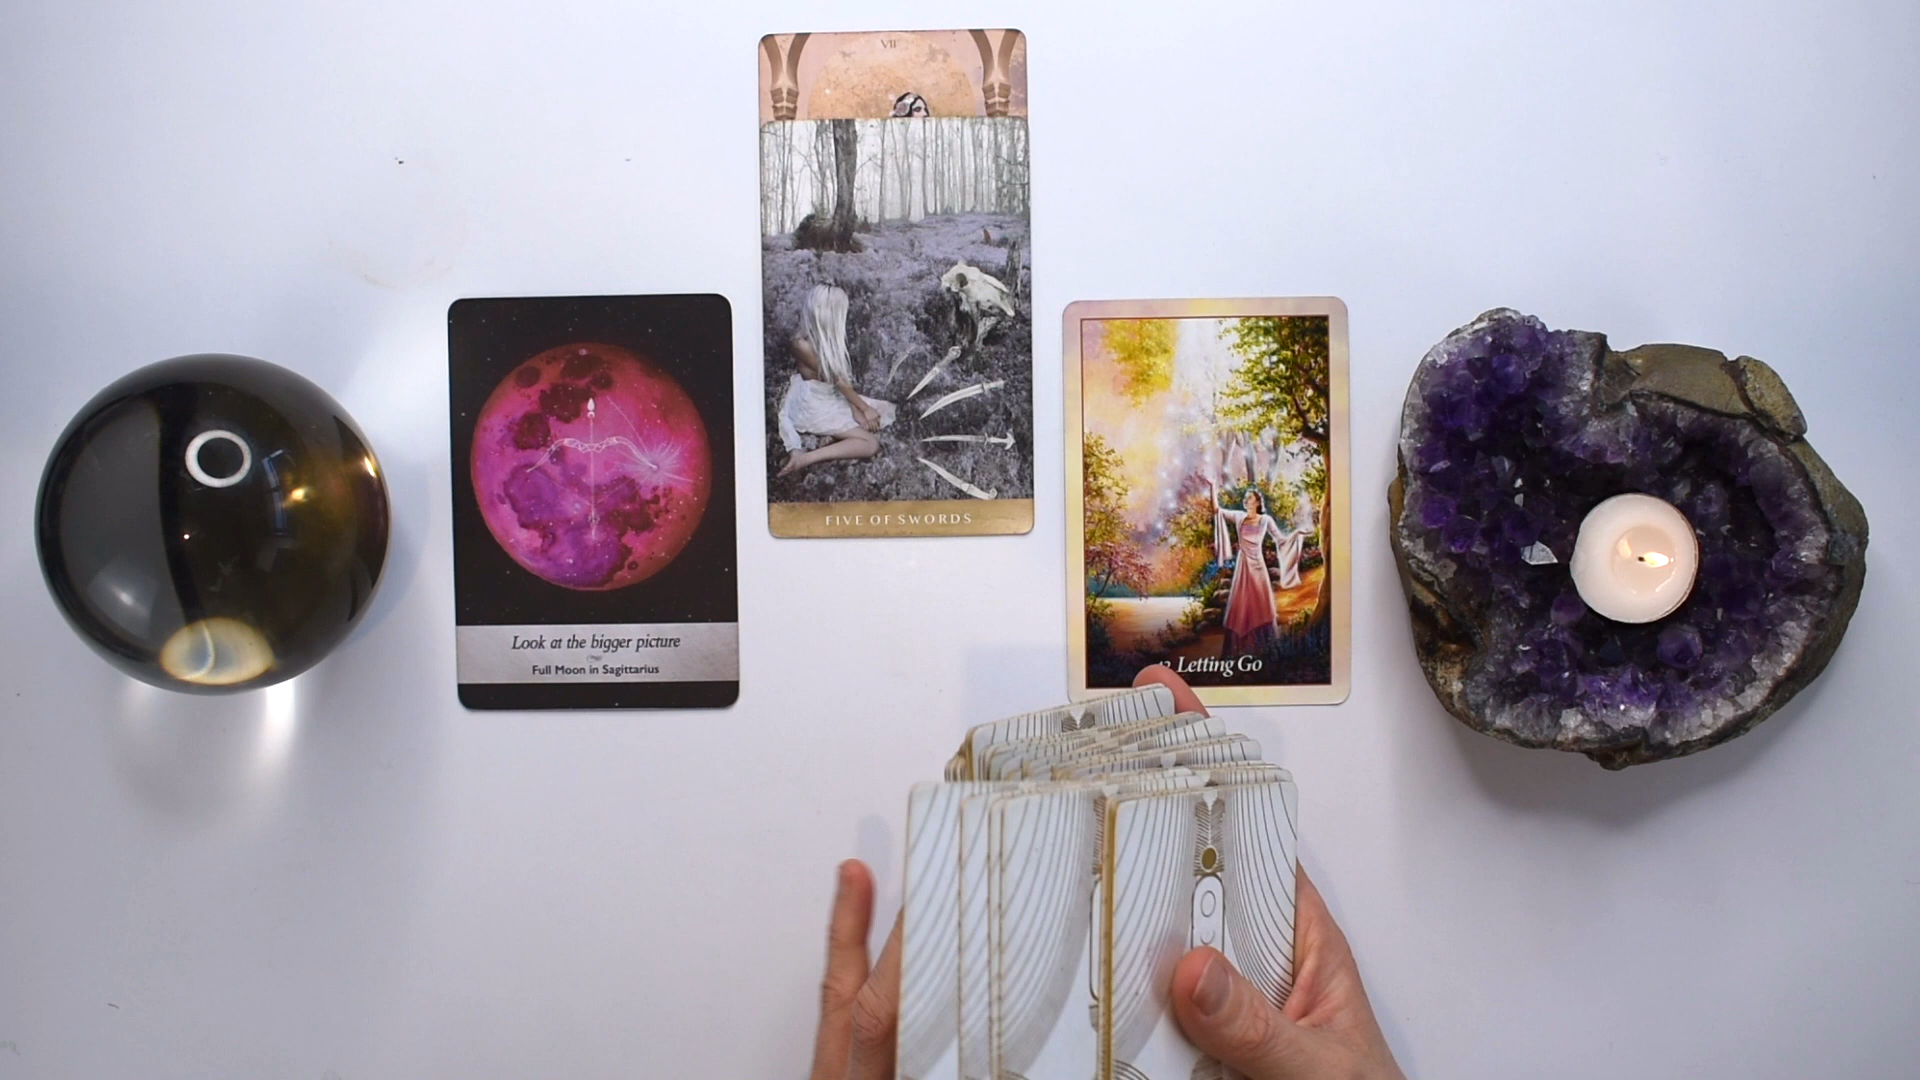 VII
FIVE OF SWORDS
Look at the bigger picture
Full Moon in Sagittarius
Letting Go